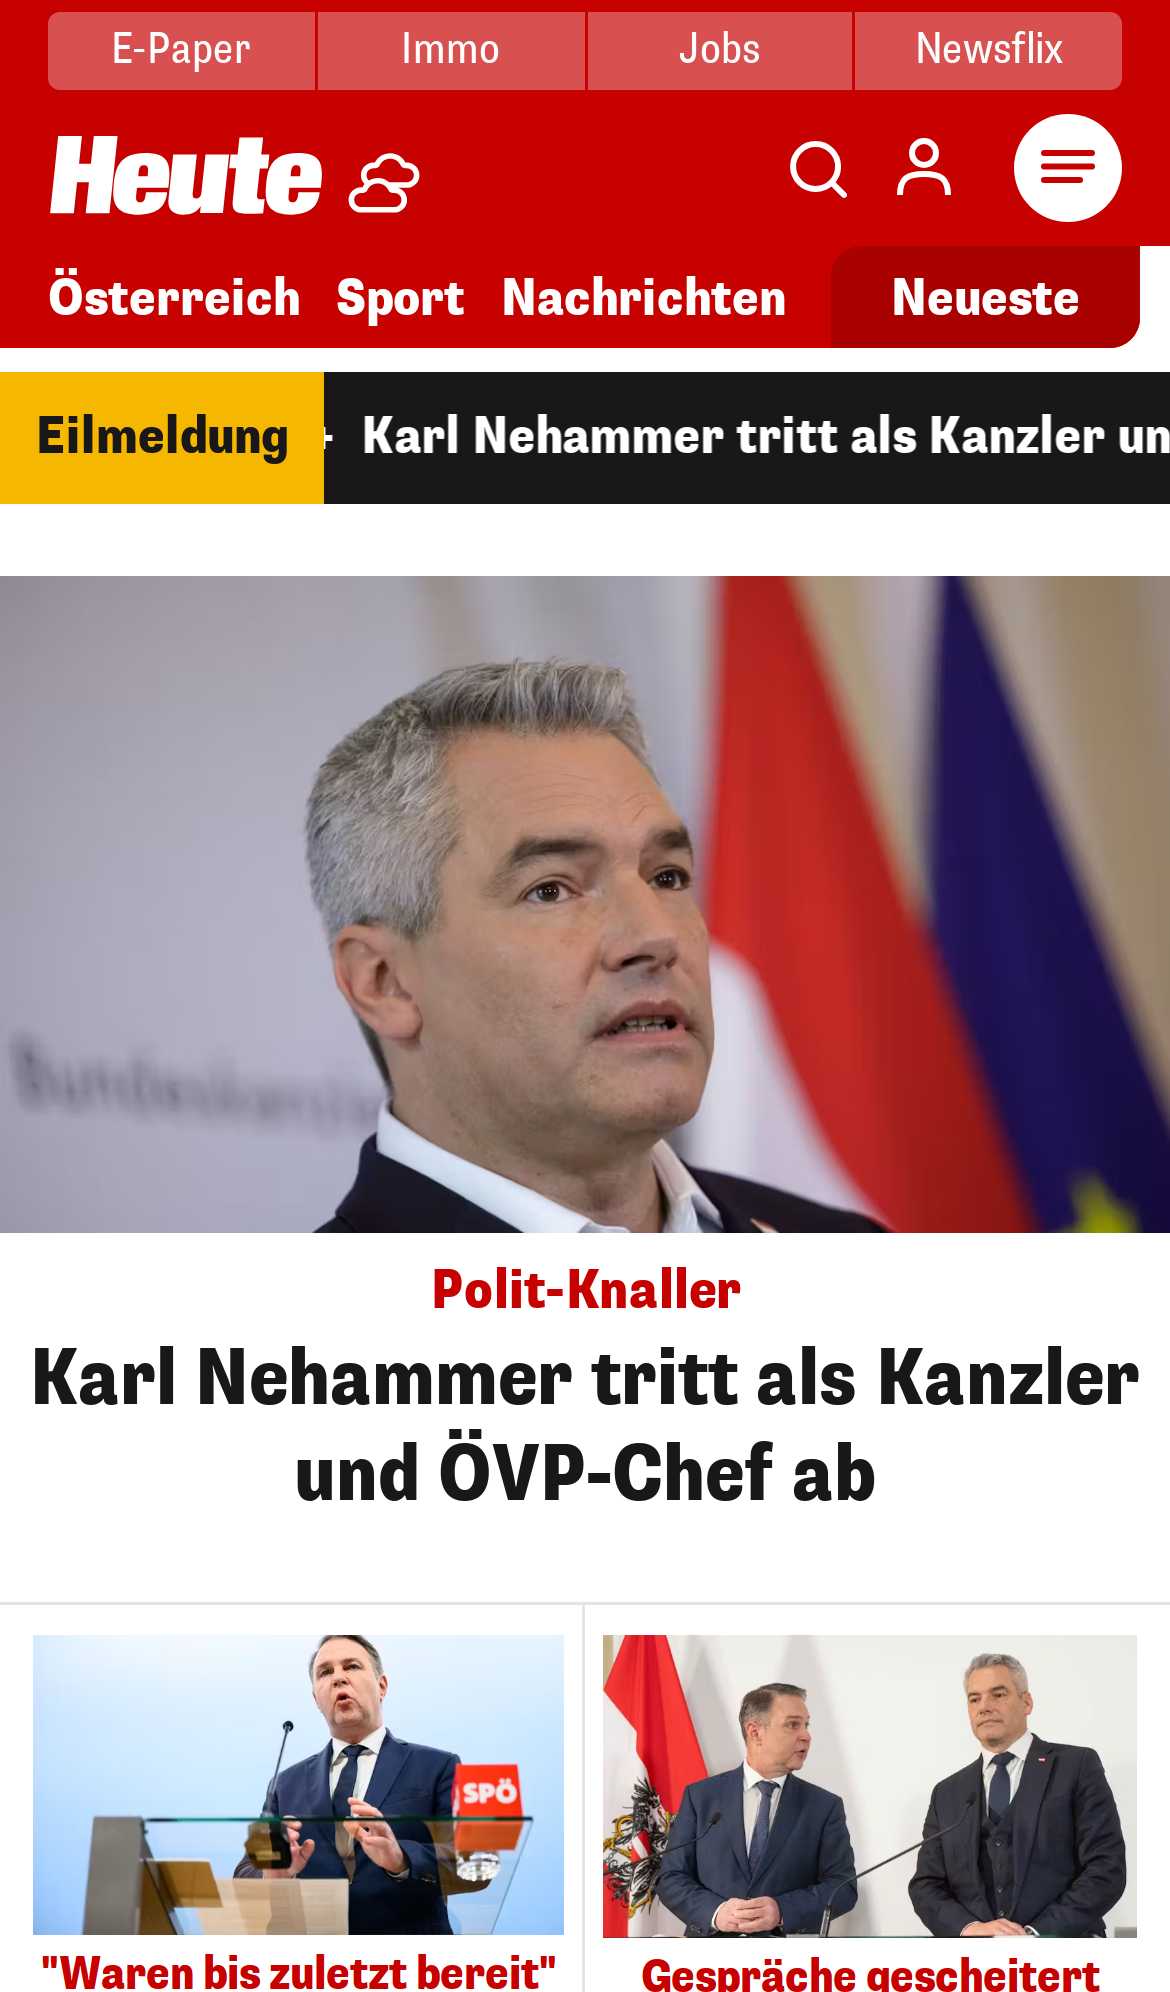 E-Paper
Immo
Jobs
Newsflix
Heute
Österreich
Sport
Nachrichten
Neueste
Eilmeldung
+ Karl Nehammer tritt als Kanzler un
Polit-Knaller
Karl Nehammer tritt als Kanzler
und ÖVP-Chef ab
SPÖ
"Waren bis zuletzt bereit"
Gespräche gescheitert